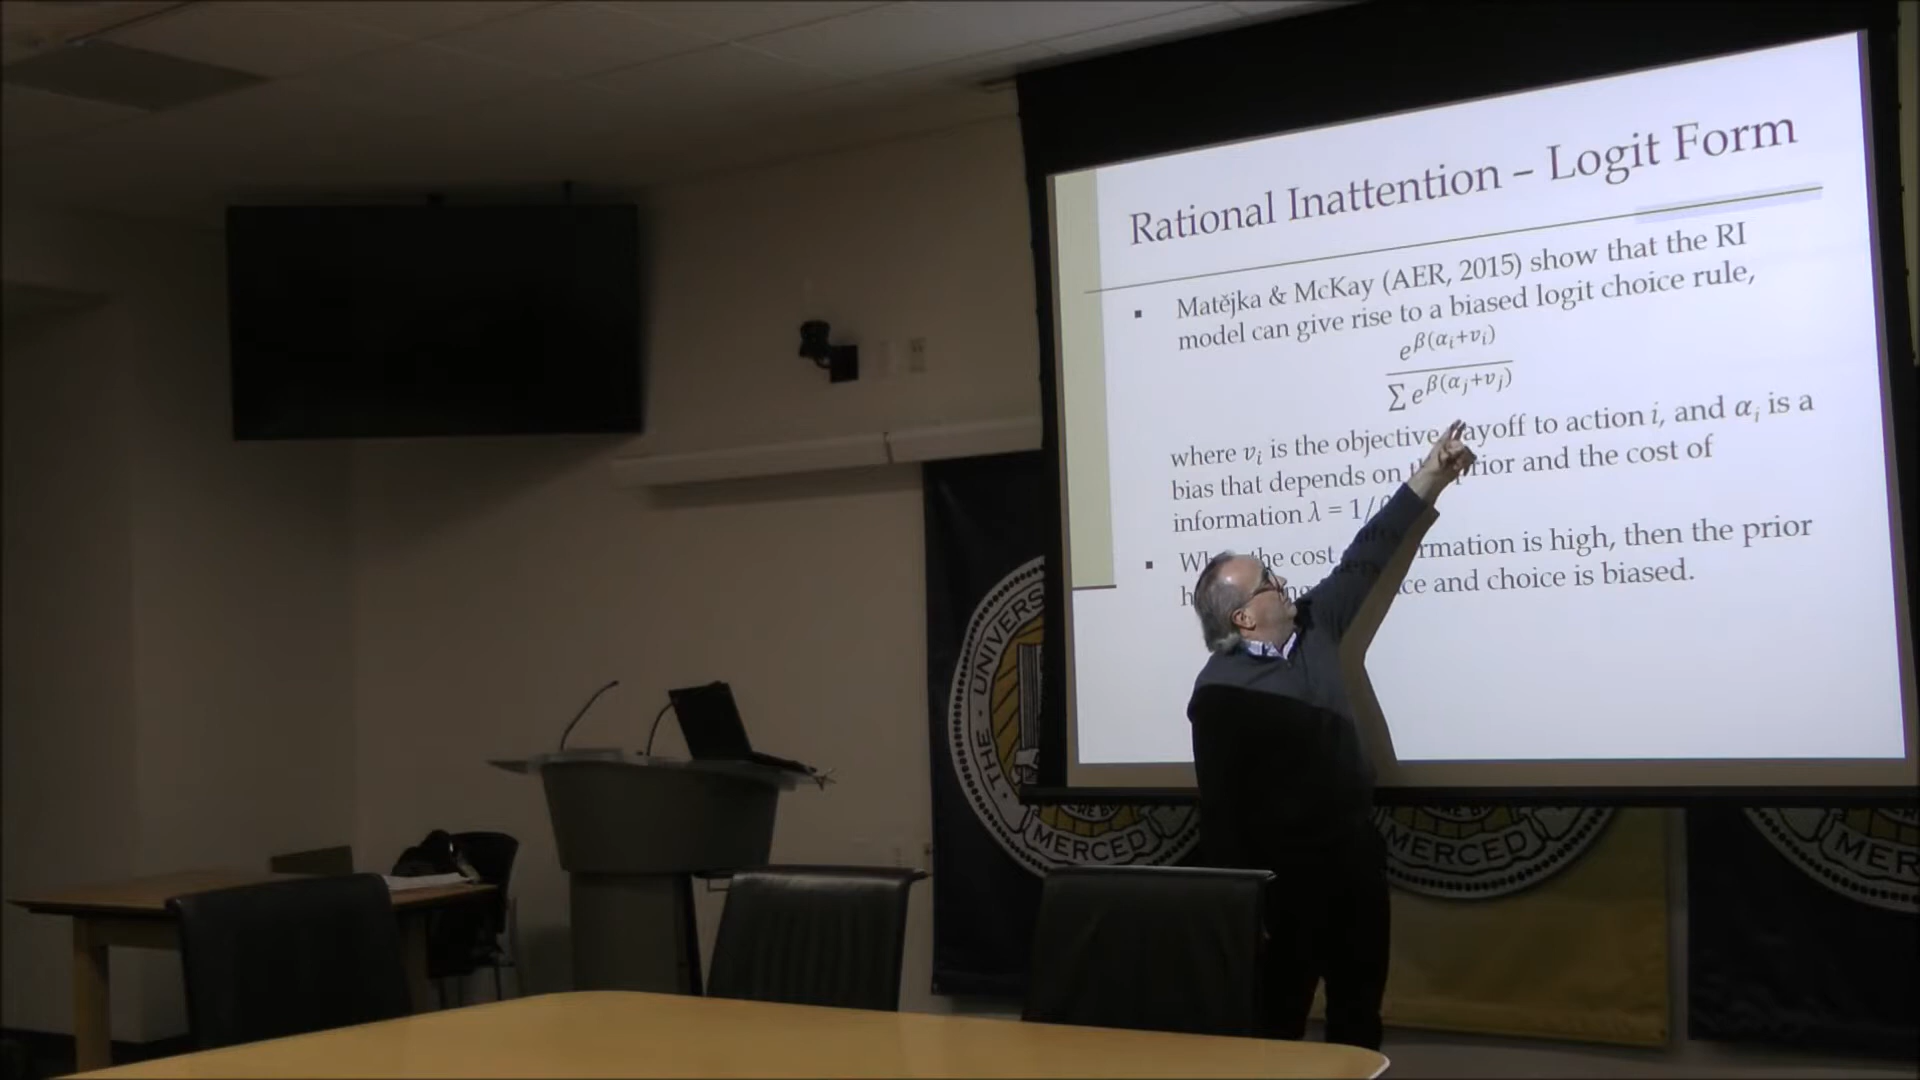 Rational Inattention – Logit Form
▪ Matějka & McKay (AER, 2015) show that the RI
model can give rise to a biased logit choice rule,
e^{β(α_i+v_i)}
∑ e^{β(α_j+v_j)}
where v_i is the objective payoff to action i, and α_i is a
bias that depends on prior and the cost of
information λ = 1/
▪ the cost information is high, then the prior
and choice is biased.
THE UNIVERS
MERCED
MERCED
MER